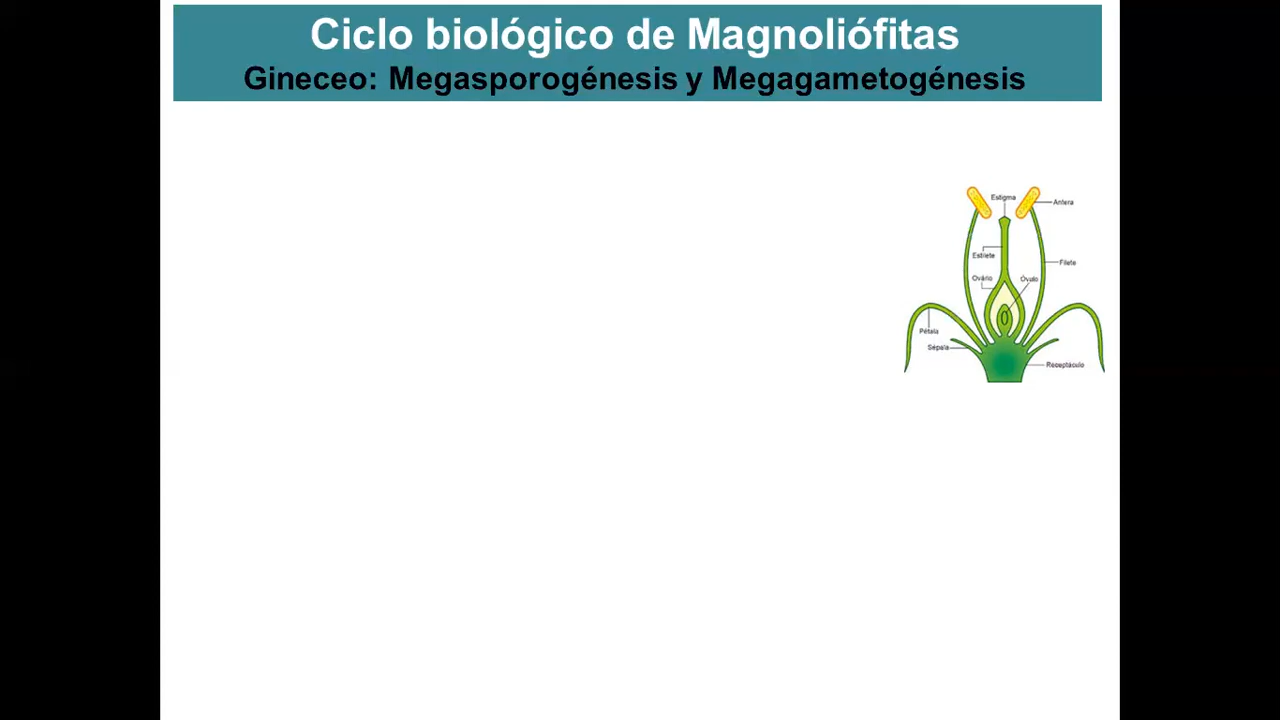 Ciclo biológico de Magnoliófitas
Gineceo: Megasporogénesis y Megagametogénesis
Estigma
Antera
Estilete
Filete
Ovário
Óvulo
Pétala
Sépala
Receptáculo